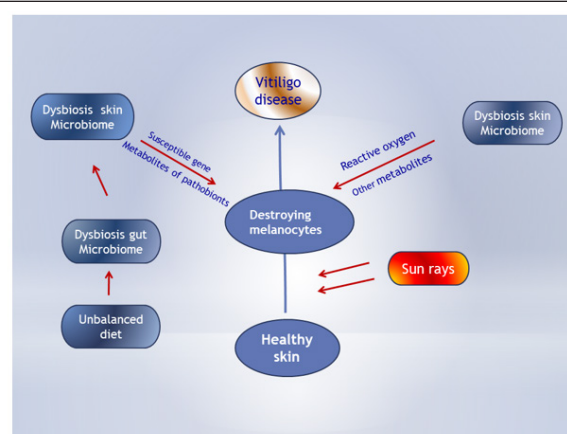 Vitiligo
disease
Dysbiosis skin
Microbiome
Dysbiosis skin
Microbiome
Susceptible gene
Metabolites of pathobionts
Reactive oxygen
Other metabolites
Destroying
melanocytes
Dysbiosis gut
Microbiome
Sun rays
Unbalanced
diet
Healthy
skin